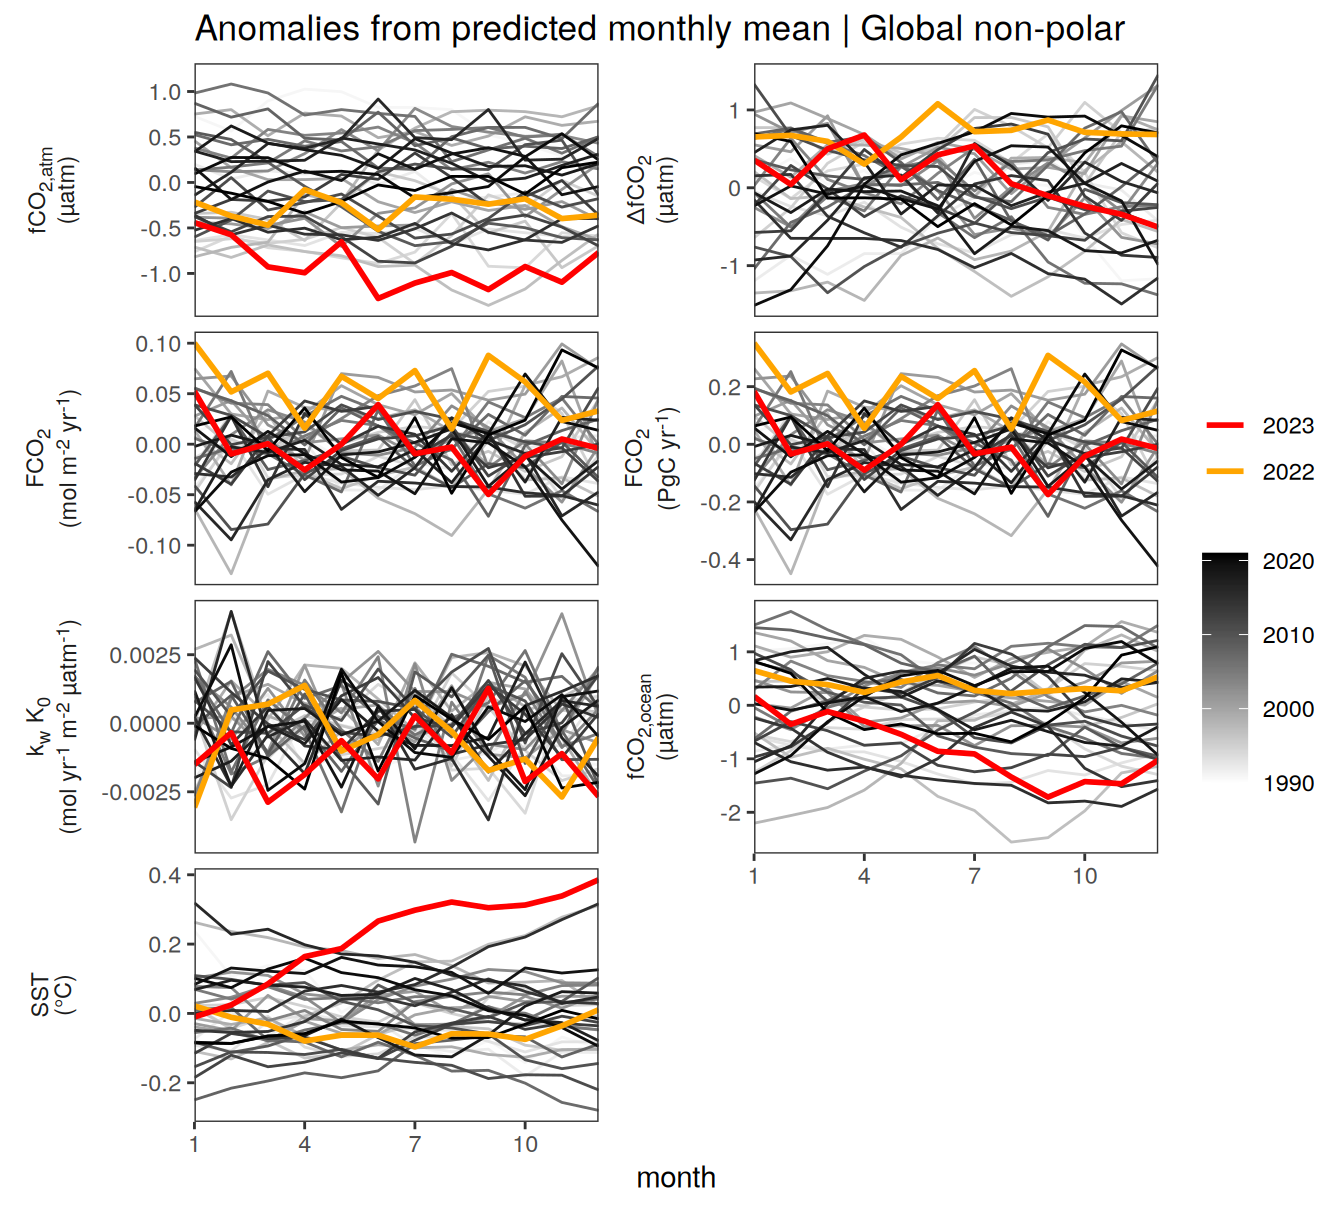 Anomalies from predicted monthly mean | Global non-polar
fCO2,atm
(µatm)
1.0
0.5
0.0
-0.5
-1.0
ΔfCO2
(µatm)
1
0
-1
FCO2
(mol m-2 yr-1)
0.10
0.05
0.00
-0.05
-0.10
FCO2
(PgC yr-1)
0.2
0.0
-0.2
-0.4
kw K0
(mol yr-1 m-2 µatm-1)
0.0025
0.0000
-0.0025
fCO2,ocean
(µatm)
1
0
-1
-2
1 4 7 10
SST
(°C)
0.4
0.2
0.0
-0.2
1 4 7 10
month
2023
2022
2020
2010
2000
1990